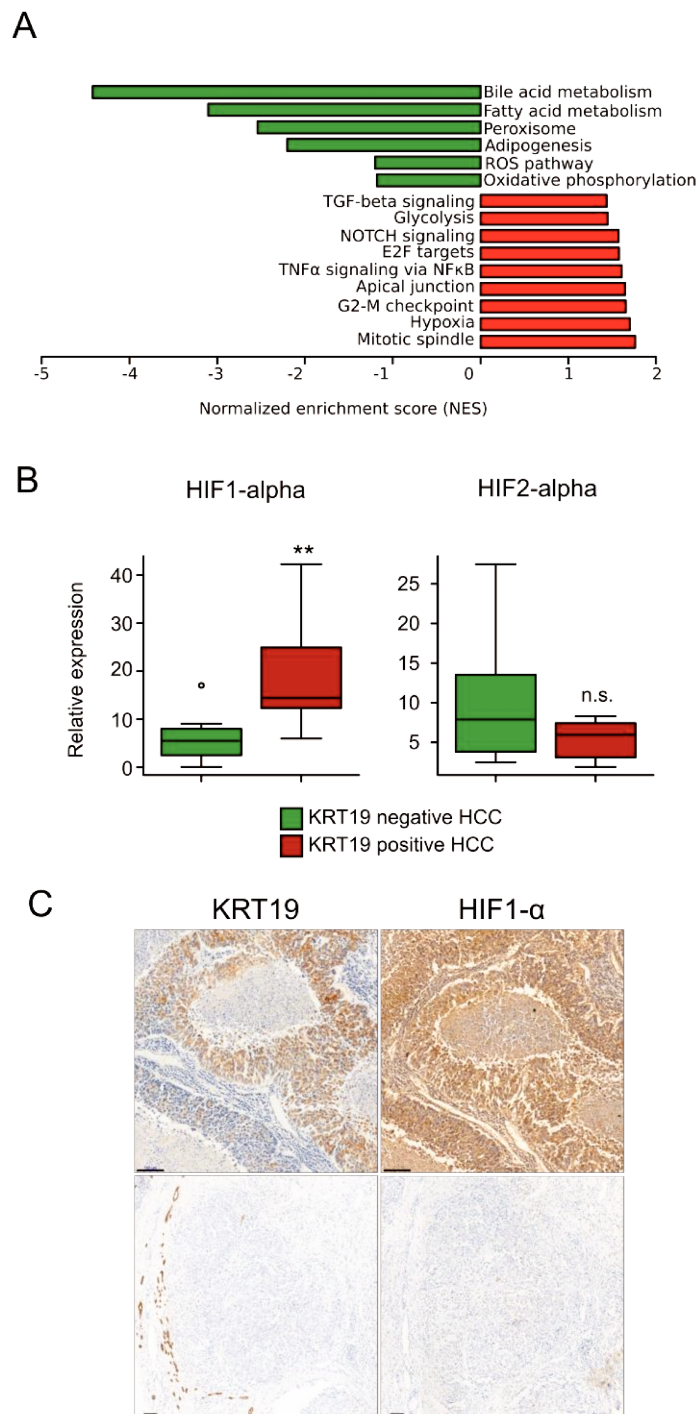 A
Bile acid metabolism
Fatty acid metabolism
Peroxisome
Adipogenesis
ROS pathway
Oxidative phosphorylation
TGF-beta signaling
Glycolysis
NOTCH signaling
E2F targets
TNFα signaling via NFκB
Apical junction
G2-M checkpoint
Hypoxia
Mitotic spindle
-5 -4 -3 -2 -1 0 1 2
Normalized enrichment score (NES)
B
HIF1-alpha HIF2-alpha
Relative expression
40
30
20
10
0
**
25
20
15
10
5
n.s.
KRT19 negative HCC
KRT19 positive HCC
C
KRT19 HIF1-α